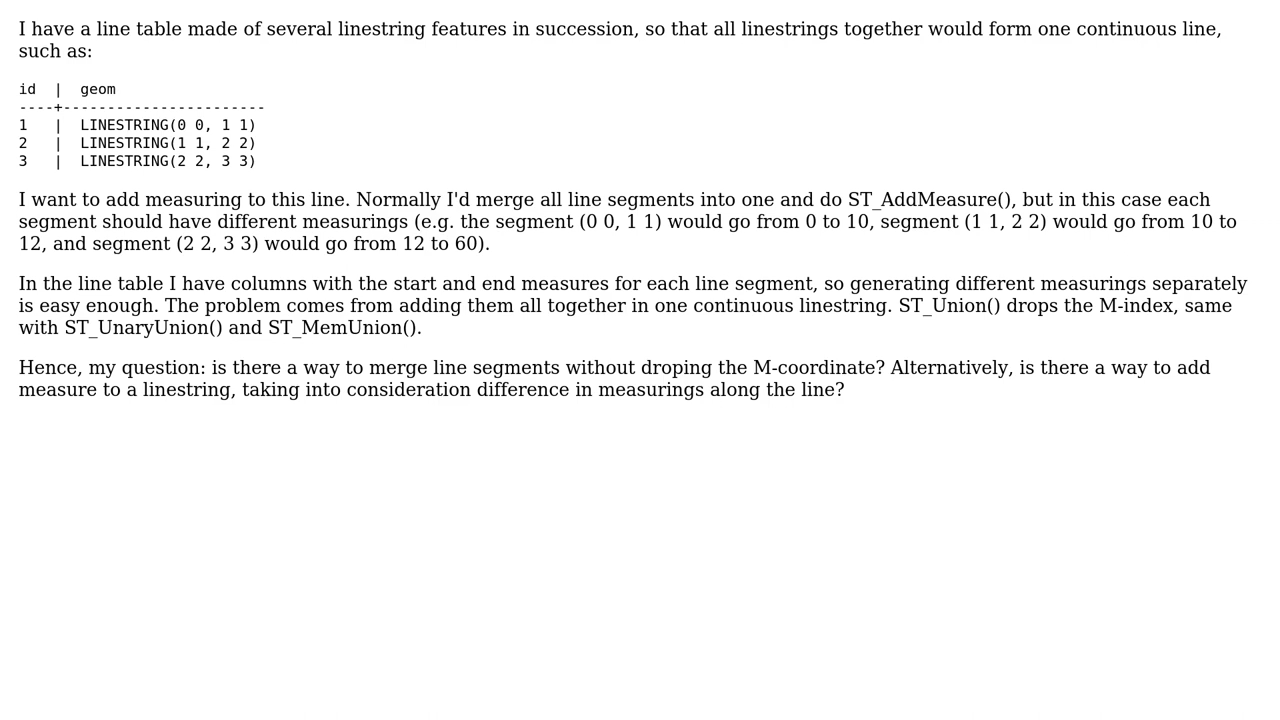 I have a line table made of several linestring features in succession, so that all linestrings together would form one continuous line,
such as:
id  |  geom
----+-----------------------
1   |  LINESTRING(0 0, 1 1)
2   |  LINESTRING(1 1, 2 2)
3   |  LINESTRING(2 2, 3 3)
I want to add measuring to this line. Normally I'd merge all line segments into one and do ST_AddMeasure(), but in this case each
segment should have different measurings (e.g. the segment (0 0, 1 1) would go from 0 to 10, segment (1 1, 2 2) would go from 10 to
12, and segment (2 2, 3 3) would go from 12 to 60).
In the line table I have columns with the start and end measures for each line segment, so generating different measurings separately
is easy enough. The problem comes from adding them all together in one continuous linestring. ST_Union() drops the M-index, same
with ST_UnaryUnion() and ST_MemUnion().
Hence, my question: is there a way to merge line segments without droping the M-coordinate? Alternatively, is there a way to add
measure to a linestring, taking into consideration difference in measurings along the line?